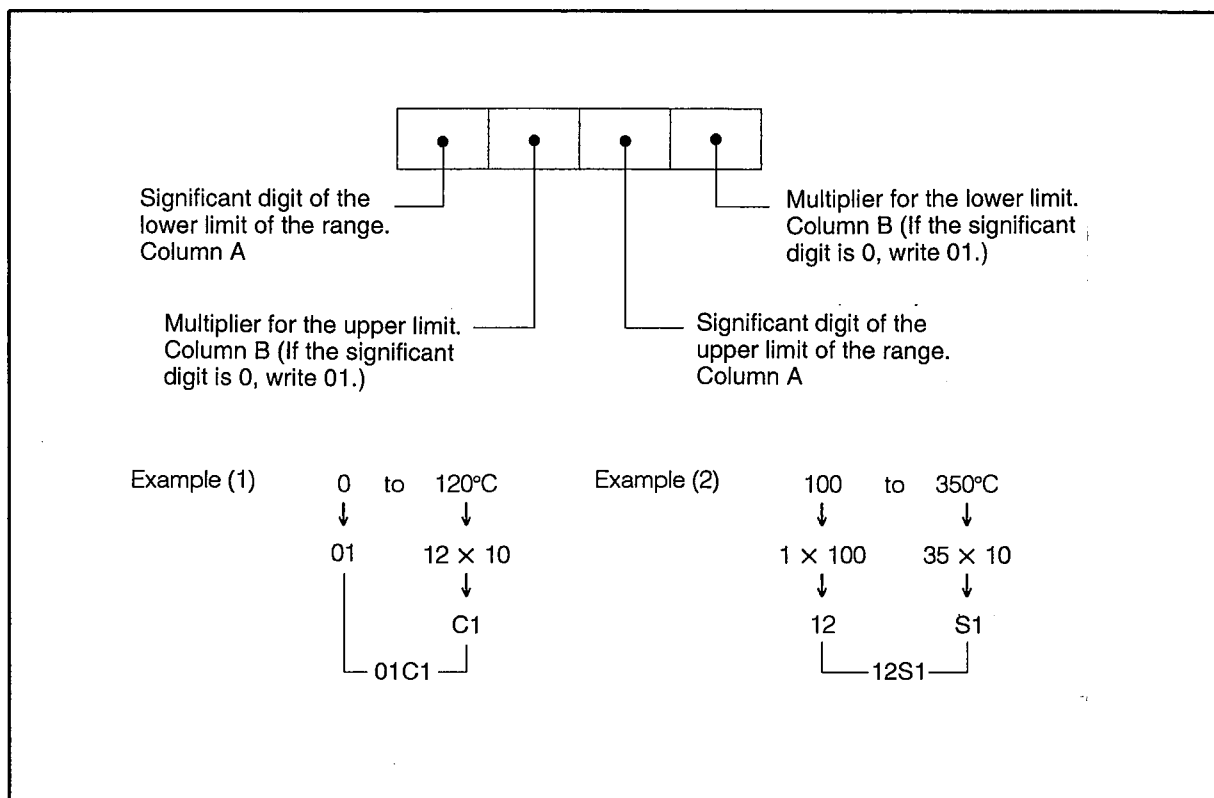 Significant digit of the
lower limit of the range.
Column A
Multiplier for the lower limit.
Column B (If the significant
digit is 0, write 01.)
Multiplier for the upper limit.
Column B (If the significant
digit is 0, write 01.)
Significant digit of the
upper limit of the range.
Column A
Example (1) 0 to 120°C
01 12 × 10
C1
01C1
Example (2) 100 to 350°C
1 × 100 35 × 10
12 S1
12S1